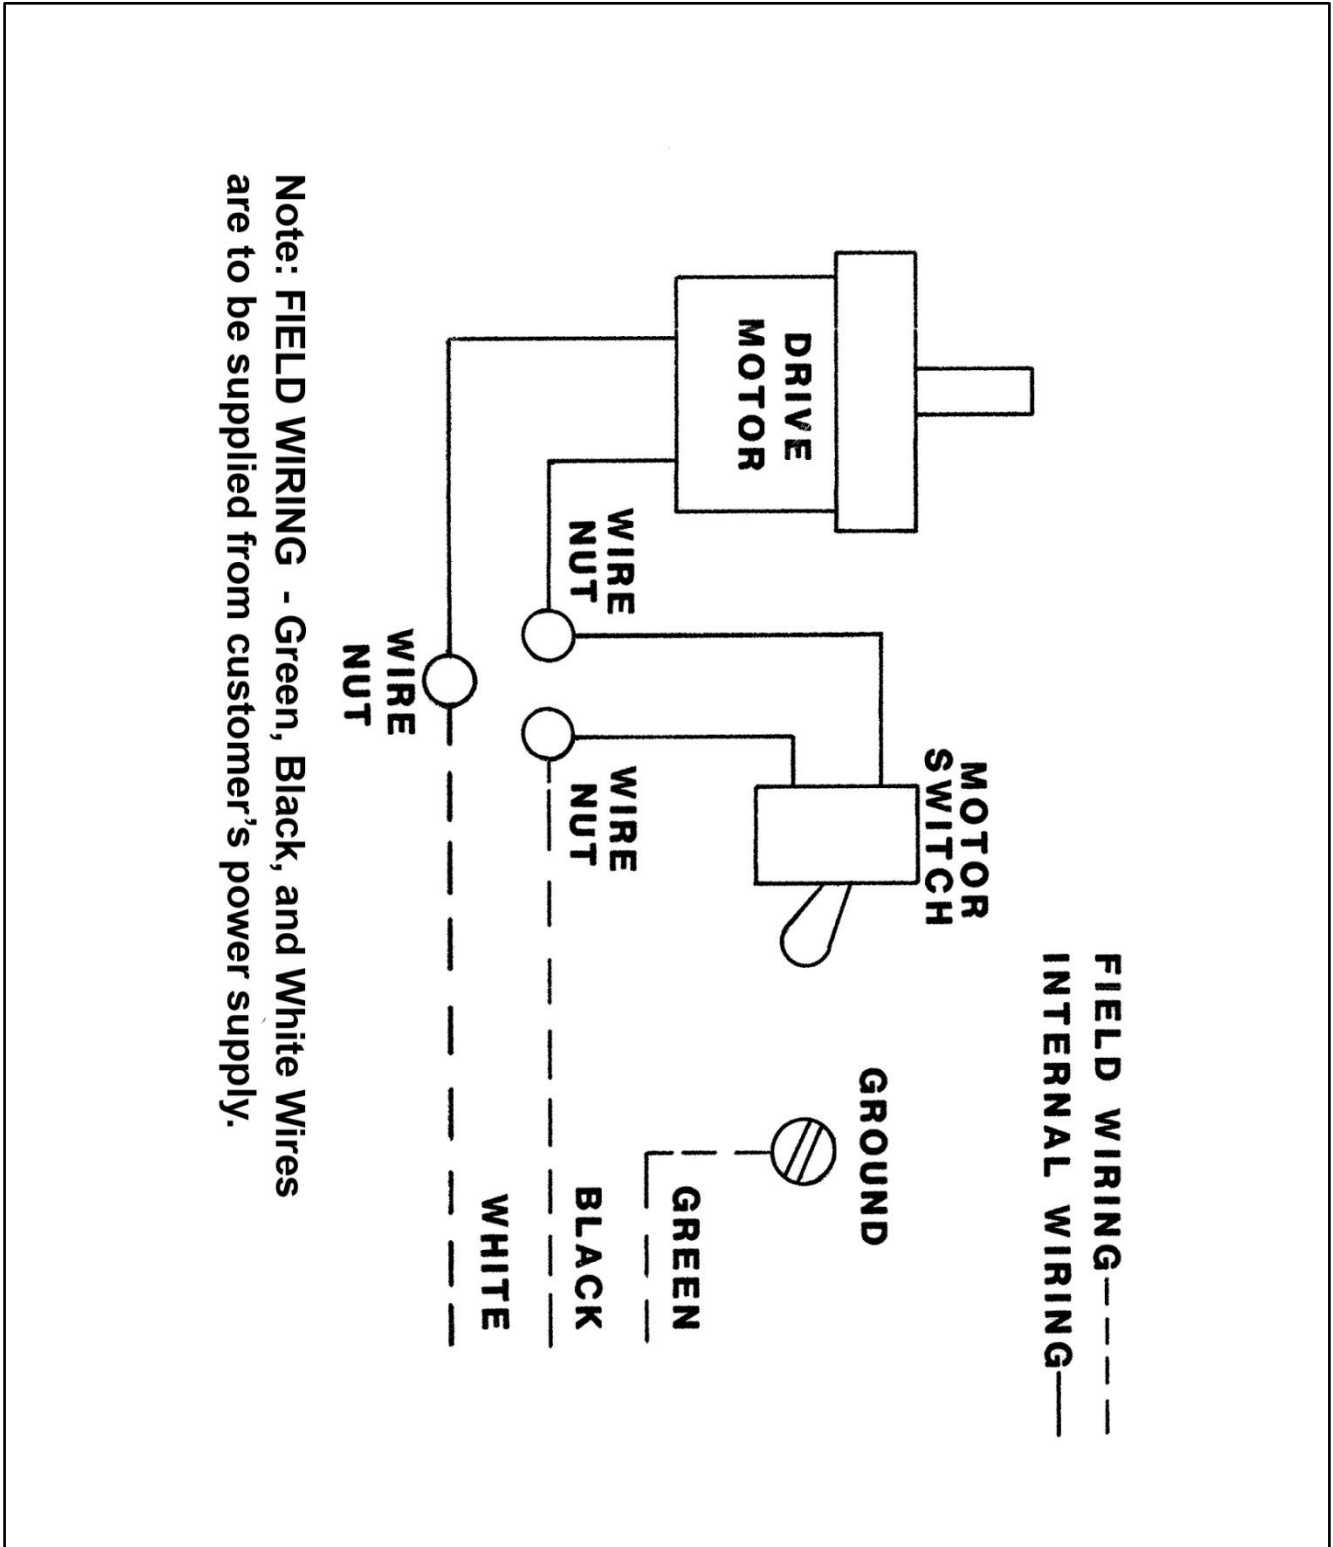 FIELD WIRING
INTERNAL WIRING
MOTOR
SWITCH
GROUND
DRIVE
MOTOR
WIRE
NUT
WIRE
NUT
GREEN
BLACK
WIRE
NUT
WHITE
Note: FIELD WIRING - Green, Black, and White Wires
are to be supplied from customer's power supply.